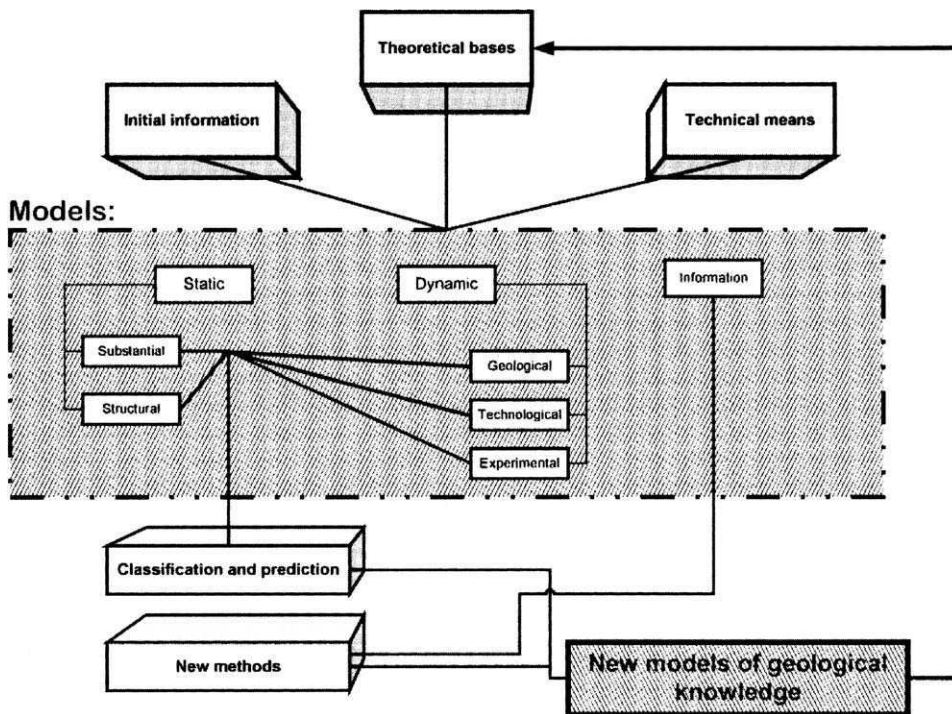 Theoretical bases
Initial information
Technical means
Models:
Static
Dynamic
Information
Substantial
Geological
Structural
Technological
Experimental
Classification and prediction
New methods
New models of geological
knowledge